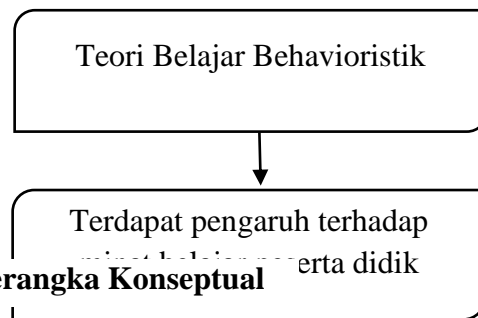 Teori Belajar Behavioristik
Terdapat pengaruh terhadap
erta didik
erangka Konseptual